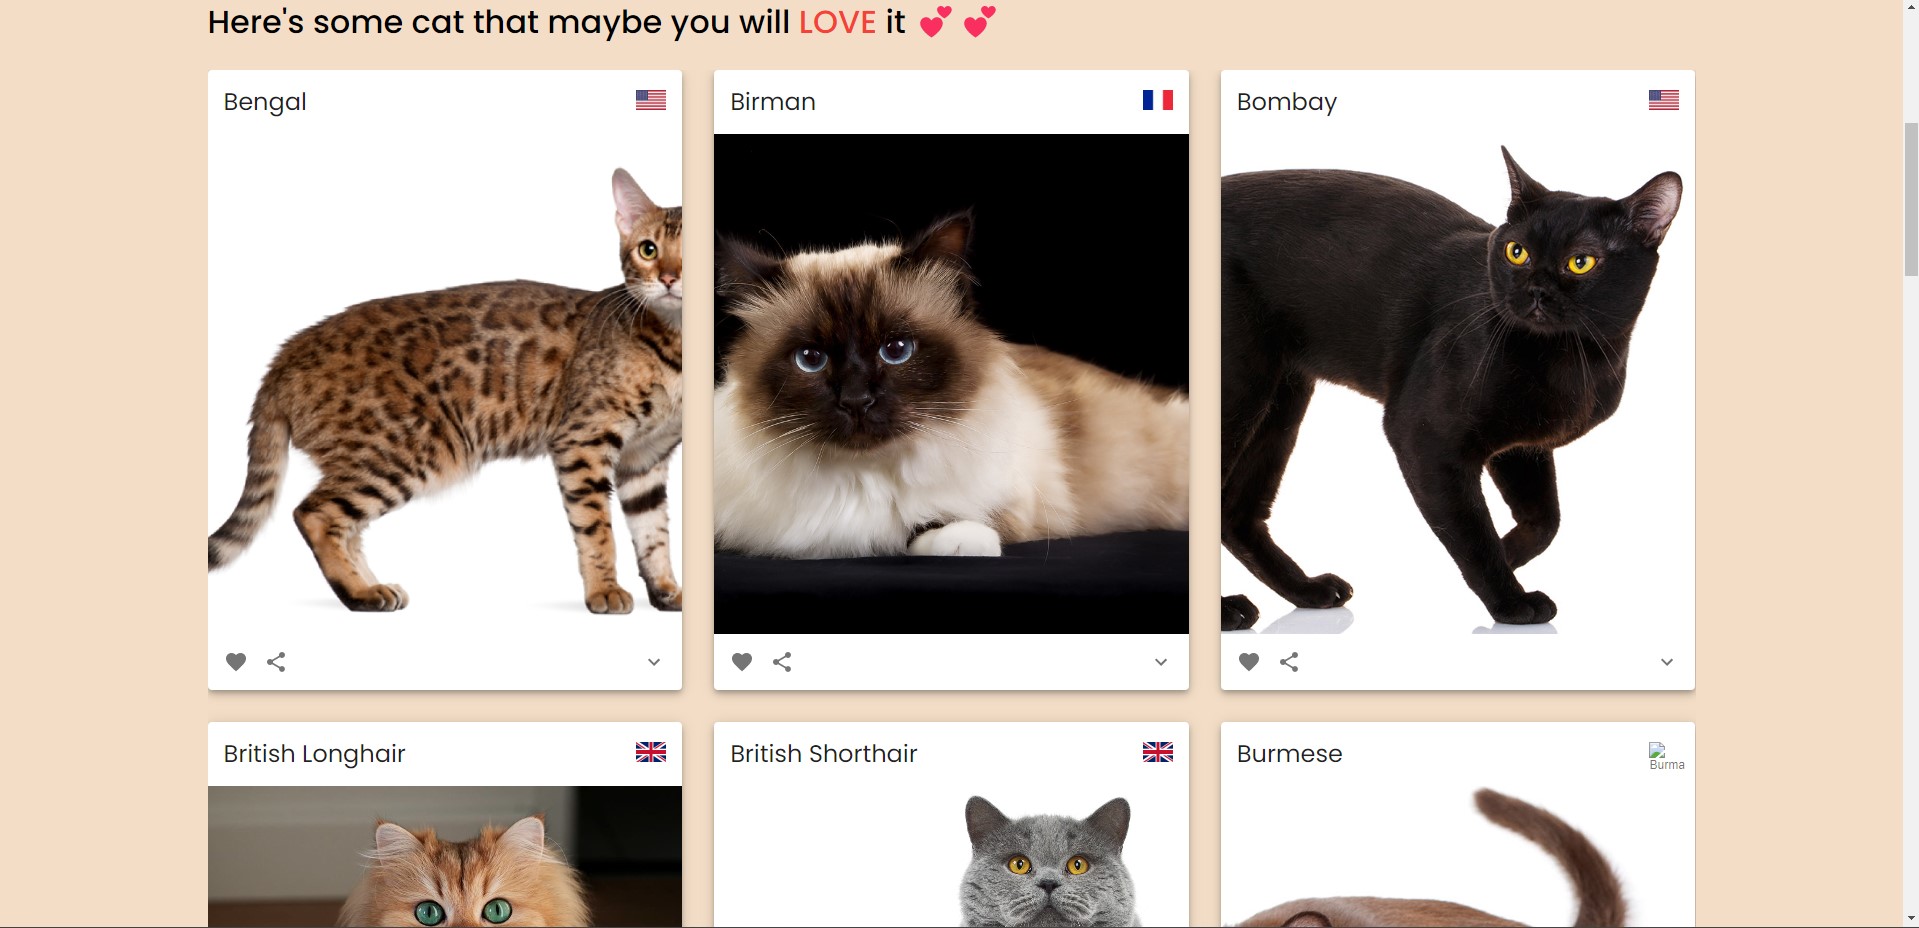 Here's some cat that maybe you will LOVE it 💕 💕
Bengal
Birman
Bombay
British Longhair
British Shorthair
Burmese
Burma